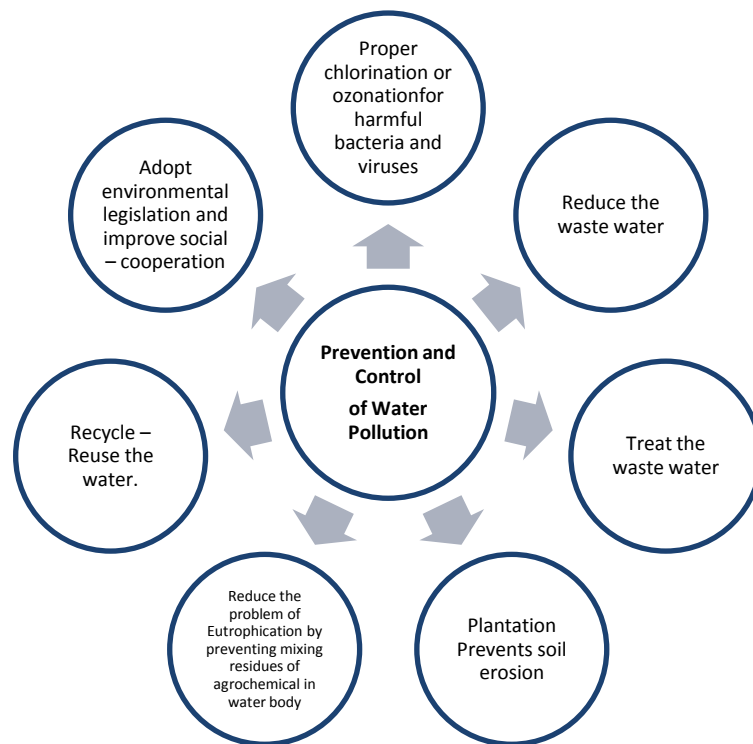 Proper
chlorination or
ozonationfor
harmful
bacteria and
viruses
Reduce the
waste water
Treat the
waste water
Plantation
Prevents soil
erosion
Reduce the
problem of
Eutrophication by
preventing mixing
residues of
agrochemical in
water body
Recycle –
Reuse the
water.
Adopt
environmental
legislation and
improve social
– cooperation
Prevention and
Control
of Water
Pollution